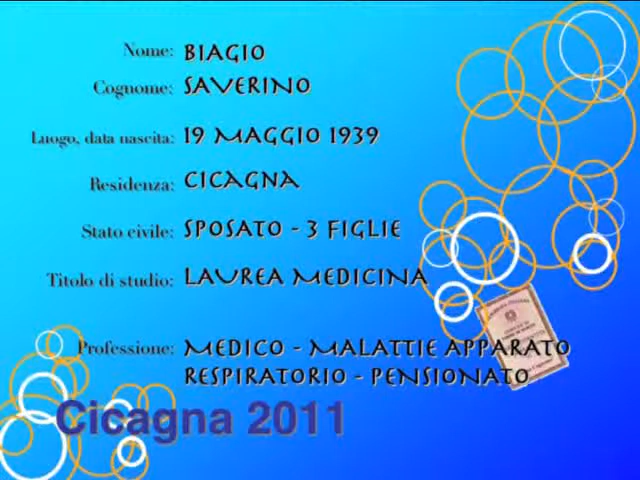 Nome: BIAGIO
Cognome: SAVERINO
Luogo, data nascita: 19 MAGGIO 1939
Residenza: CICAGNA
Stato civile: SPOSATO - 3 FIGLIE
Titolo di studio: LAUREA MEDICINA
Professione: MEDICO - MALATTIE APPARATO
RESPIRATORIO - PENSIONATO
Cicagna 2011